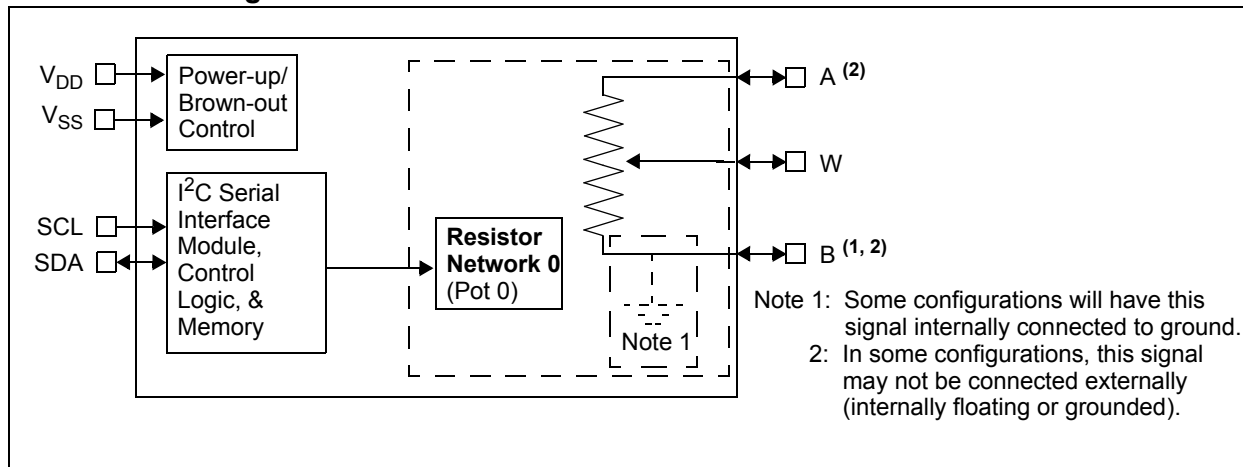 V_DD
V_SS
Power-up/
Brown-out
Control
SCL
SDA
I²C Serial
Interface
Module,
Control
Logic, &
Memory
Resistor
Network 0
(Pot 0)
Note 1
A (2)
W
B (1, 2)
Note 1: Some configurations will have this
signal internally connected to ground.
2: In some configurations, this signal
may not be connected externally
(internally floating or grounded).